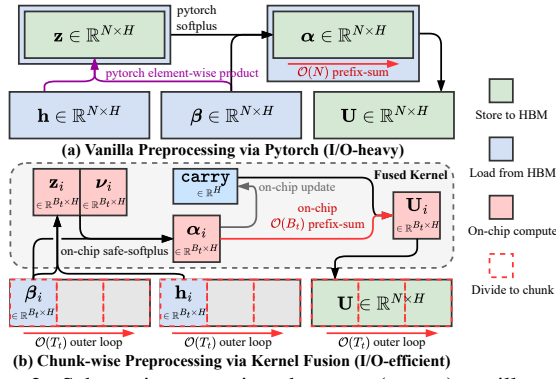 z ∈ ℝ^{N×H}
pytorch
softplus
α ∈ ℝ^{N×H}
O(N) prefix-sum
pytorch element-wise product
h ∈ ℝ^{N×H}
β ∈ ℝ^{N×H}
U ∈ ℝ^{N×H}
(a) Vanilla Preprocessing via Pytorch (I/O-heavy)
Store to HBM
Load from HBM
On-chip compute
Divide to chunk
Fused Kernel
z_i
∈ ℝ^{B_t×H}
ν_i
∈ ℝ^{B_t×H}
carry
∈ ℝ^H
on-chip update
α_i
∈ ℝ^{B_t×H}
on-chip
O(B_t) prefix-sum
U_i
∈ ℝ^{B_t×H}
on-chip safe-softplus
β_i
∈ ℝ^{B_t×H}
h_i
∈ ℝ^{B_t×H}
U ∈ ℝ^{N×H}
O(T_t) outer loop
O(T_t) outer loop
O(T_t) outer loop
(b) Chunk-wise Preprocessing via Kernel Fusion (I/O-efficient)